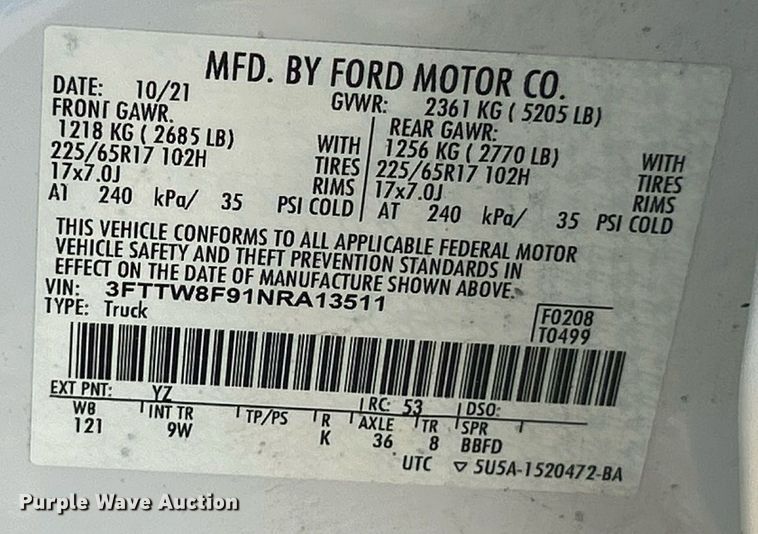 MFD. BY FORD MOTOR CO.
DATE: 10/21 GVWR: 2361 KG ( 5205 LB)
FRONT GAWR: REAR GAWR:
1218 KG ( 2685 LB) WITH 1256 KG ( 2770 LB) WITH
225/65R17 102H TIRES 225/65R17 102H TIRES
17x7.0J RIMS 17x7.0J RIMS
AT 240 kPa/ 35 PSI COLD AT 240 kPa/ 35 PSI COLD
THIS VEHICLE CONFORMS TO ALL APPLICABLE FEDERAL MOTOR
VEHICLE SAFETY AND THEFT PREVENTION STANDARDS IN
EFFECT ON THE DATE OF MANUFACTURE SHOWN ABOVE.
VIN: 3FTTW8F91NRA13511
TYPE: Truck
F0208
T0499
EXT PNT: YZ RC: 53 DSO:
WB INT TR TP/PS R AXLE TR SPR
121 9W K 36 8 BBFD
UTC ▽ 5U5A-1520472-BA
Purple Wave Auction